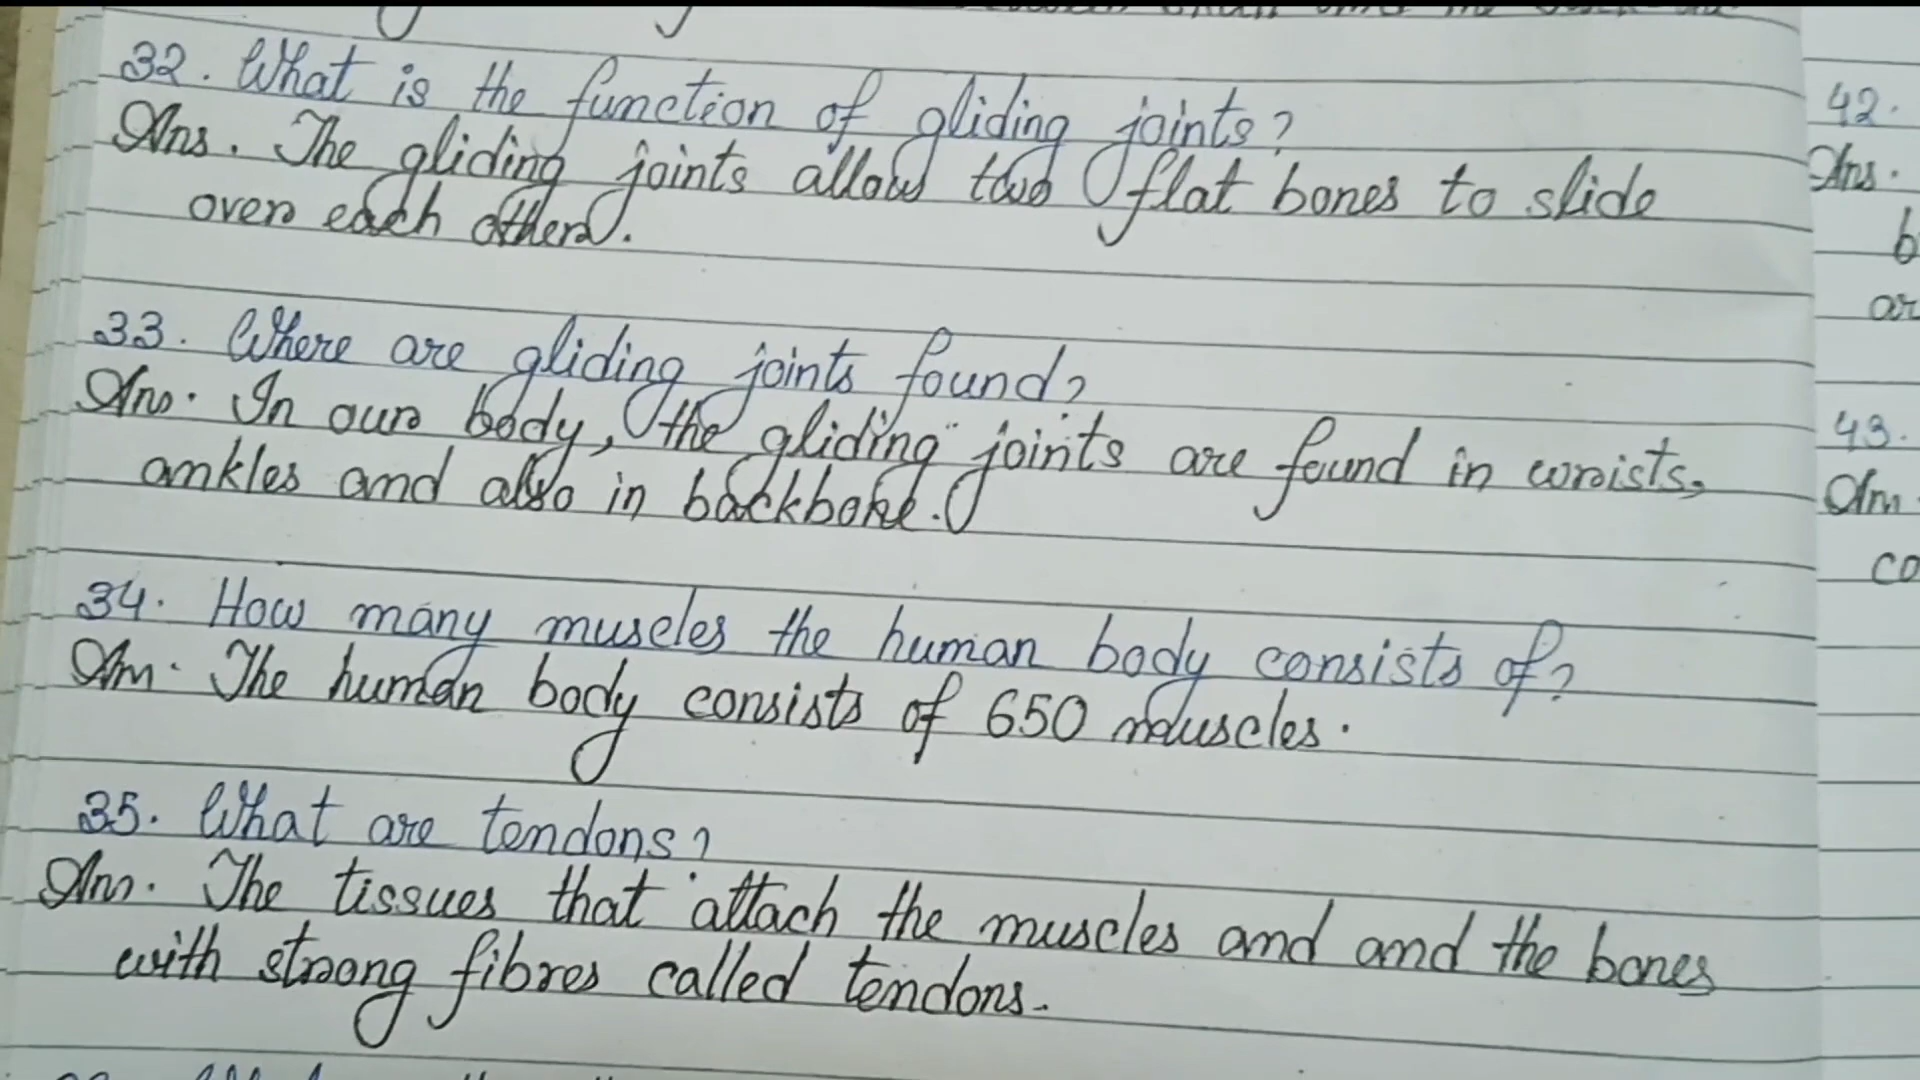 32. What is the function of gliding joints?
Ans. The gliding joints allow two flat bones to slide
over each other.
33. Where are gliding joints found?
Ans. In our body, the gliding joints are found in wrists,
ankles and also in backbone.
34. How many muscles the human body consists of?
Ans. The human body consists of 650 muscles.
35. What are tendons?
Ans. The tissues that attach the muscles and and the bones
with strong fibres called tendons.
42.
Ans.
b
ar
43.
Ans.
co